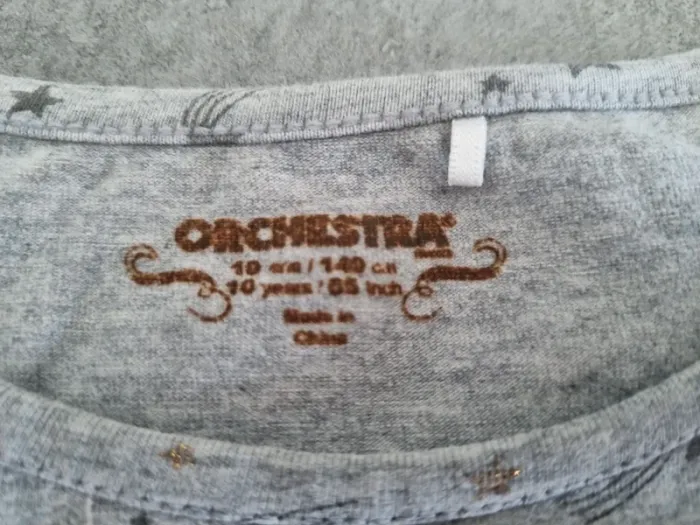 ORCHESTRA
10 ans / 140 cm
10 years / 55 inch
Made in
China